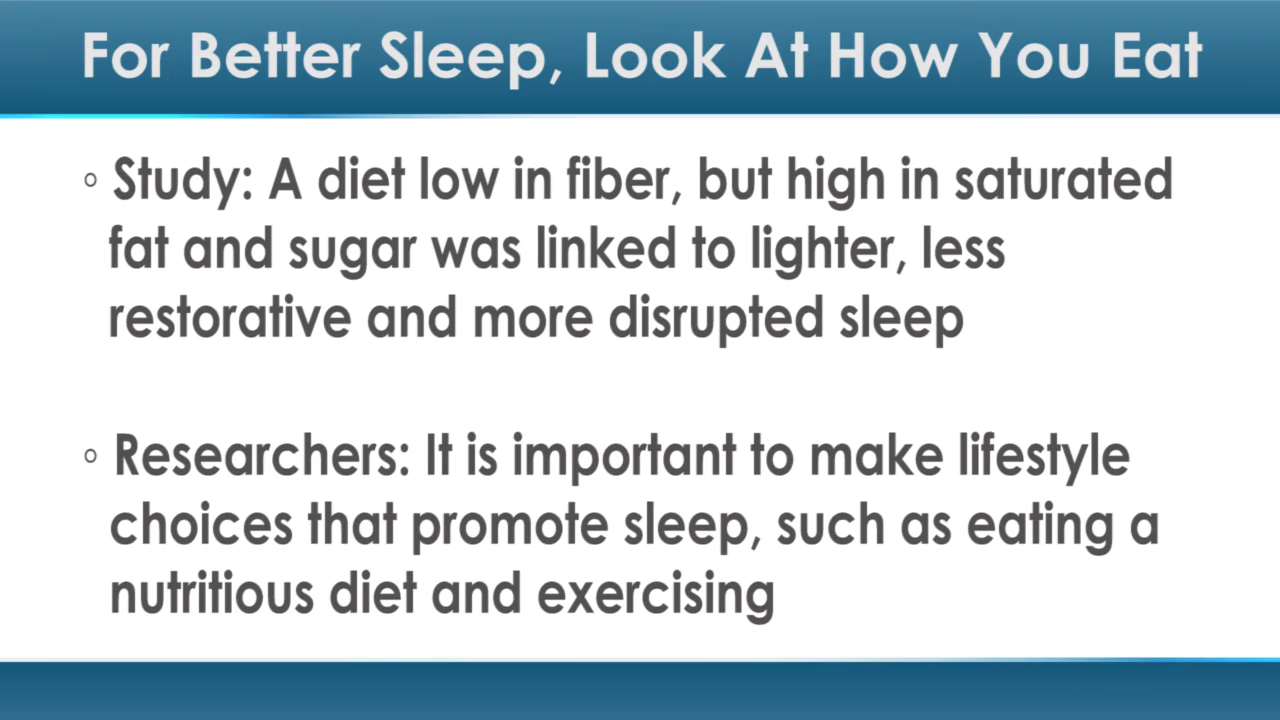 For Better Sleep, Look At How You Eat
◦ Study: A diet low in fiber, but high in saturated
fat and sugar was linked to lighter, less
restorative and more disrupted sleep
◦ Researchers: It is important to make lifestyle
choices that promote sleep, such as eating a
nutritious diet and exercising